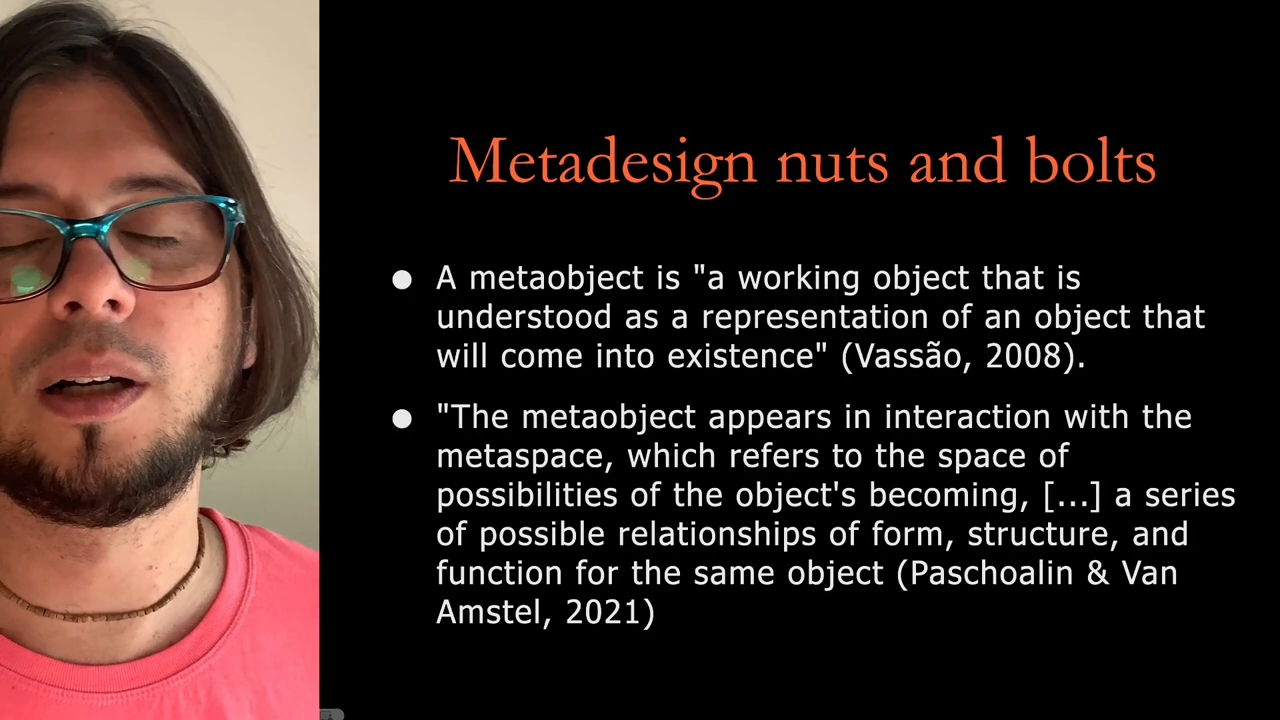 Metadesign nuts and bolts
● A metaobject is "a working object that is
understood as a representation of an object that
will come into existence" (Vassão, 2008).
● "The metaobject appears in interaction with the
metaspace, which refers to the space of
possibilities of the object's becoming, [...] a series
of possible relationships of form, structure, and
function for the same object (Paschoalin & Van
Amstel, 2021)